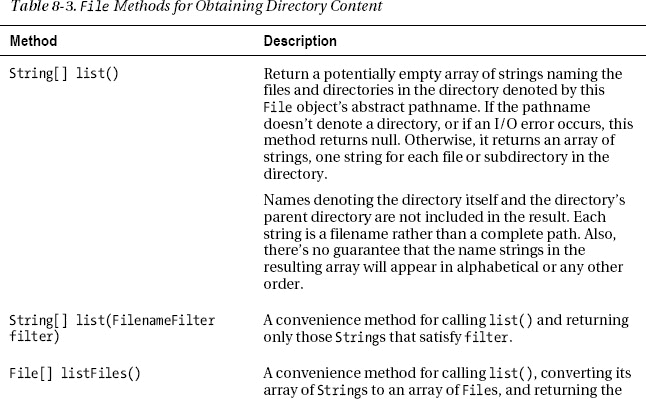 Table 8-3. File Methods for Obtaining Directory Content
Method Description
String[] list() Return a potentially empty array of strings naming the
files and directories in the directory denoted by this
File object's abstract pathname. If the pathname
doesn't denote a directory, or if an I/O error occurs, this
method returns null. Otherwise, it returns an array of
strings, one string for each file or subdirectory in the
directory.
Names denoting the directory itself and the directory's
parent directory are not included in the result. Each
string is a filename rather than a complete path. Also,
there's no guarantee that the name strings in the
resulting array will appear in alphabetical or any other
order.
String[] list(FilenameFilter A convenience method for calling list() and returning
filter) only those Strings that satisfy filter.
File[] listFiles() A convenience method for calling list(), converting its
array of Strings to an array of Files, and returning the